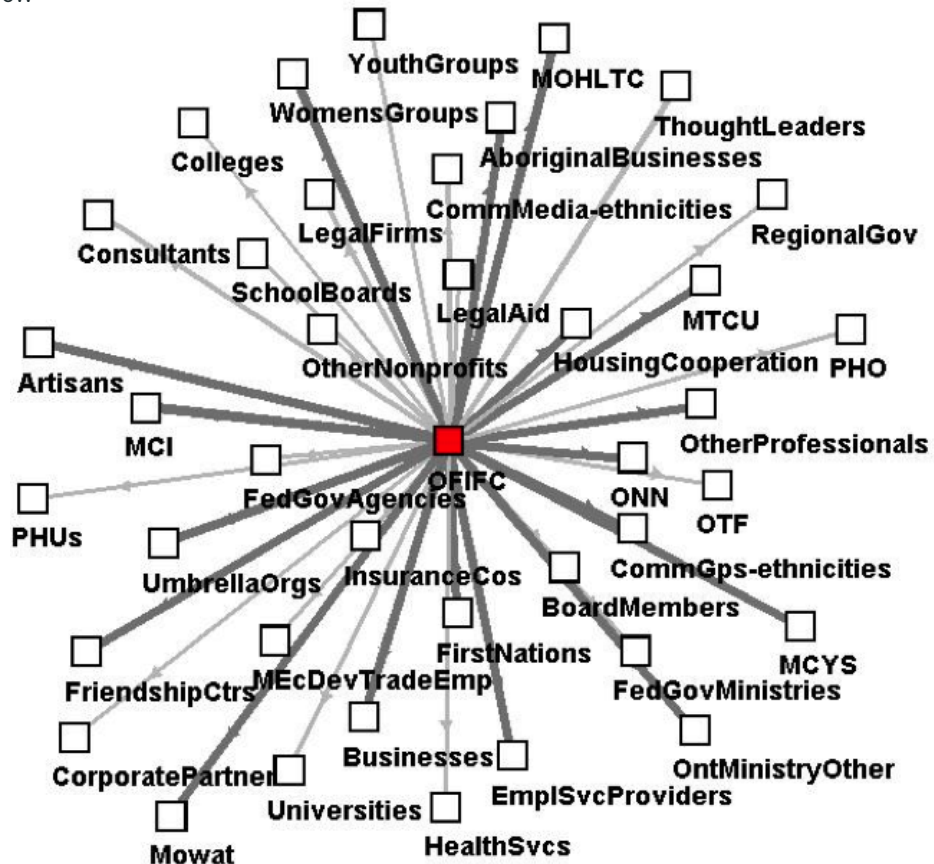 YouthGroups
MOHLTC
WomensGroups
ThoughtLeaders
Colleges
AboriginalBusinesses
CommMedia-ethnicities
LegalFirms
RegionalGov
Consultants
SchoolBoards
LegalAid
MTCU
OtherNonprofits
HousingCooperation
PHO
Artisans
MCI
OtherProfessionals
OFIFC
FedGovAgencies
ONN
OTF
PHUs
UmbrellaOrgs
InsuranceCos
CommGps-ethnicities
BoardMembers
FirstNations
MCYS
FriendshipCtrs
MEcDevTradeEmp
FedGovMinistries
Businesses
OntMinistryOther
CorporatePartner
EmplSvcProviders
Universities
HealthSvcs
Mowat